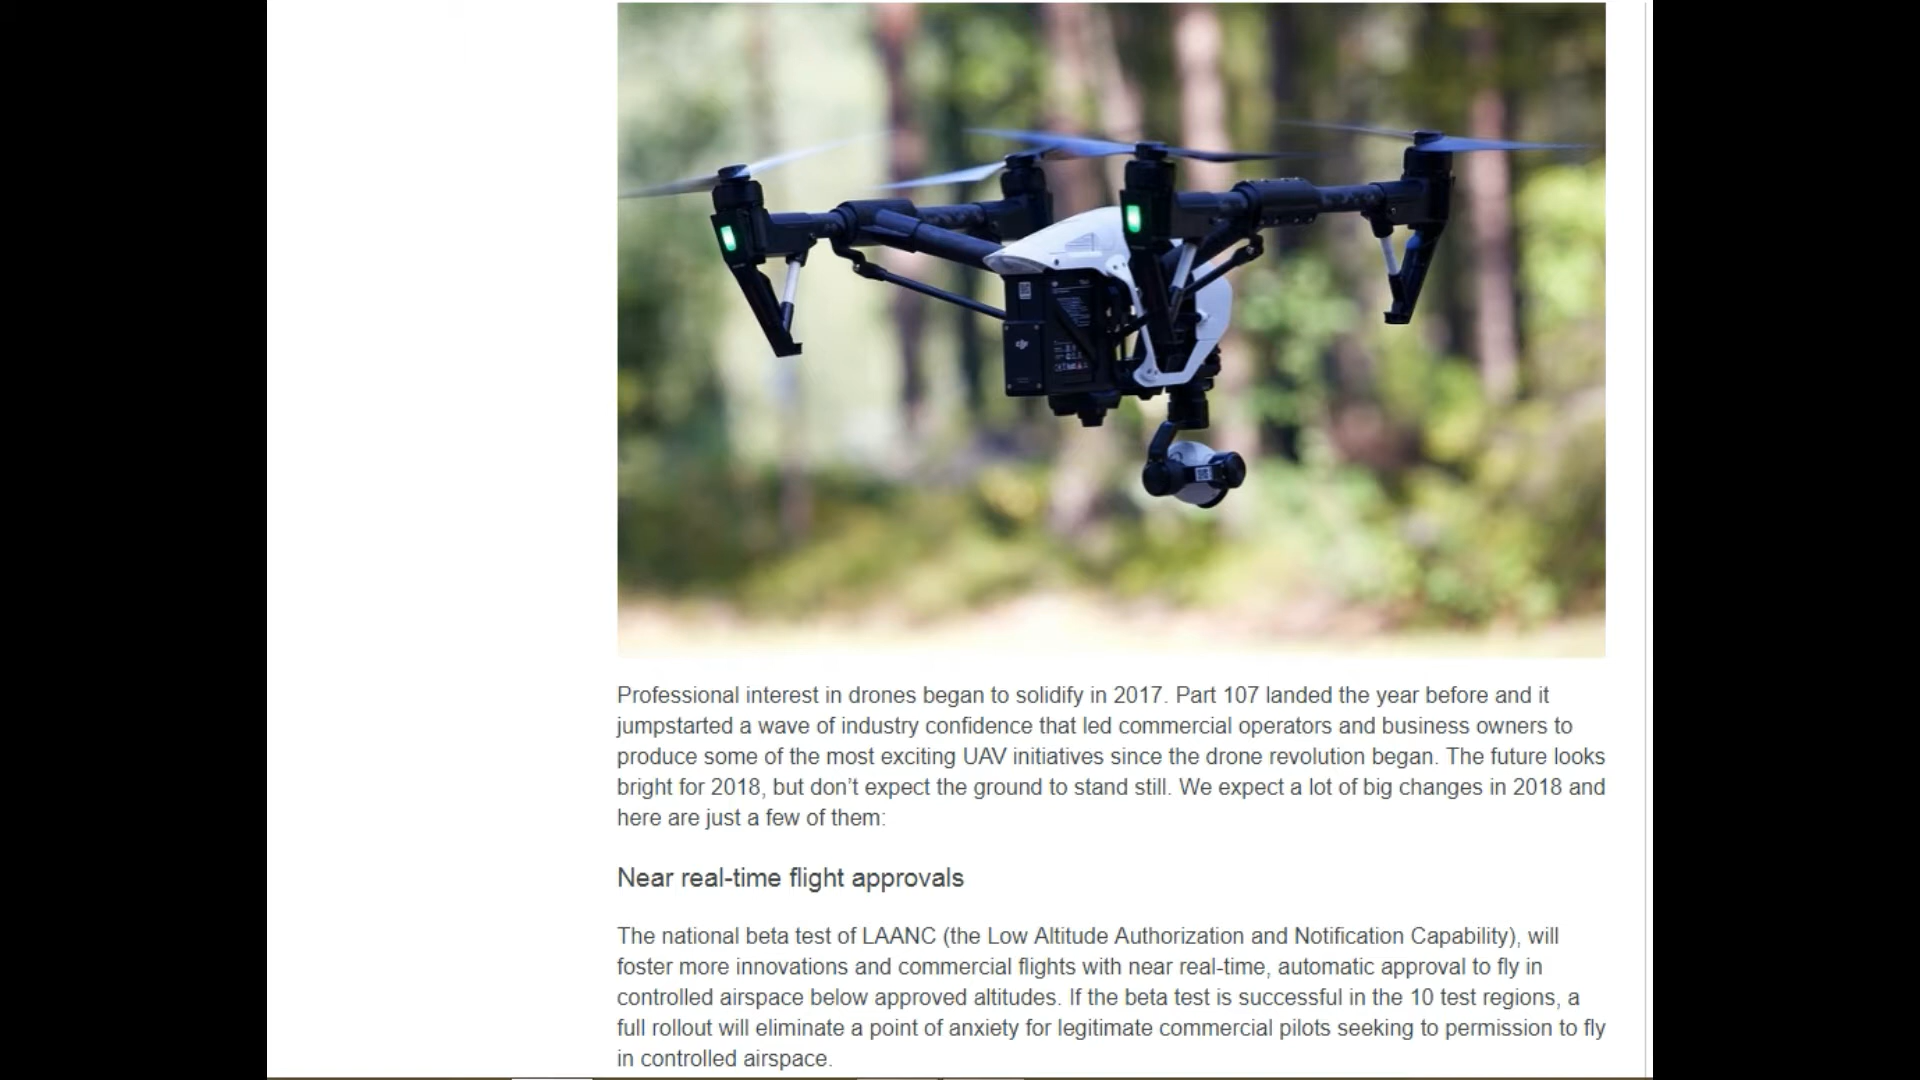 Professional interest in drones began to solidify in 2017. Part 107 landed the year before and it
jumpstarted a wave of industry confidence that led commercial operators and business owners to
produce some of the most exciting UAV initiatives since the drone revolution began. The future looks
bright for 2018, but don’t expect the ground to stand still. We expect a lot of big changes in 2018 and
here are just a few of them:
Near real-time flight approvals
The national beta test of LAANC (the Low Altitude Authorization and Notification Capability), will
foster more innovations and commercial flights with near real-time, automatic approval to fly in
controlled airspace below approved altitudes. If the beta test is successful in the 10 test regions, a
full rollout will eliminate a point of anxiety for legitimate commercial pilots seeking to permission to fly
in controlled airspace.